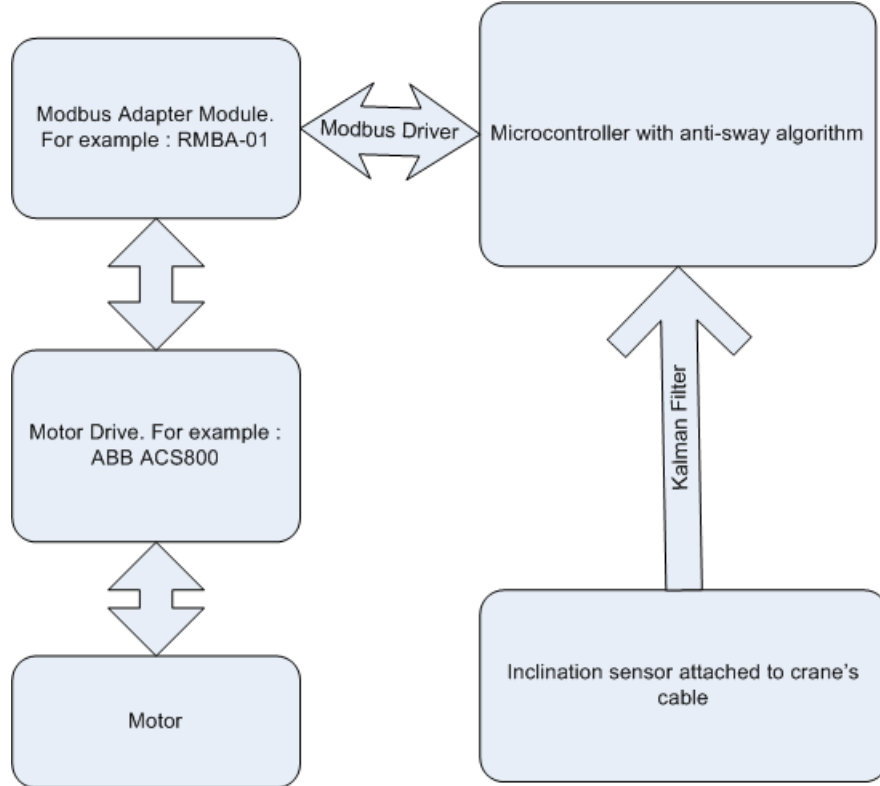 Modbus Adapter Module.
For example : RMBA-01
Modbus Driver
Microcontroller with anti-sway algorithm
Motor Drive. For example :
ABB ACS800
Kalman Filter
Motor
Inclination sensor attached to crane's
cable